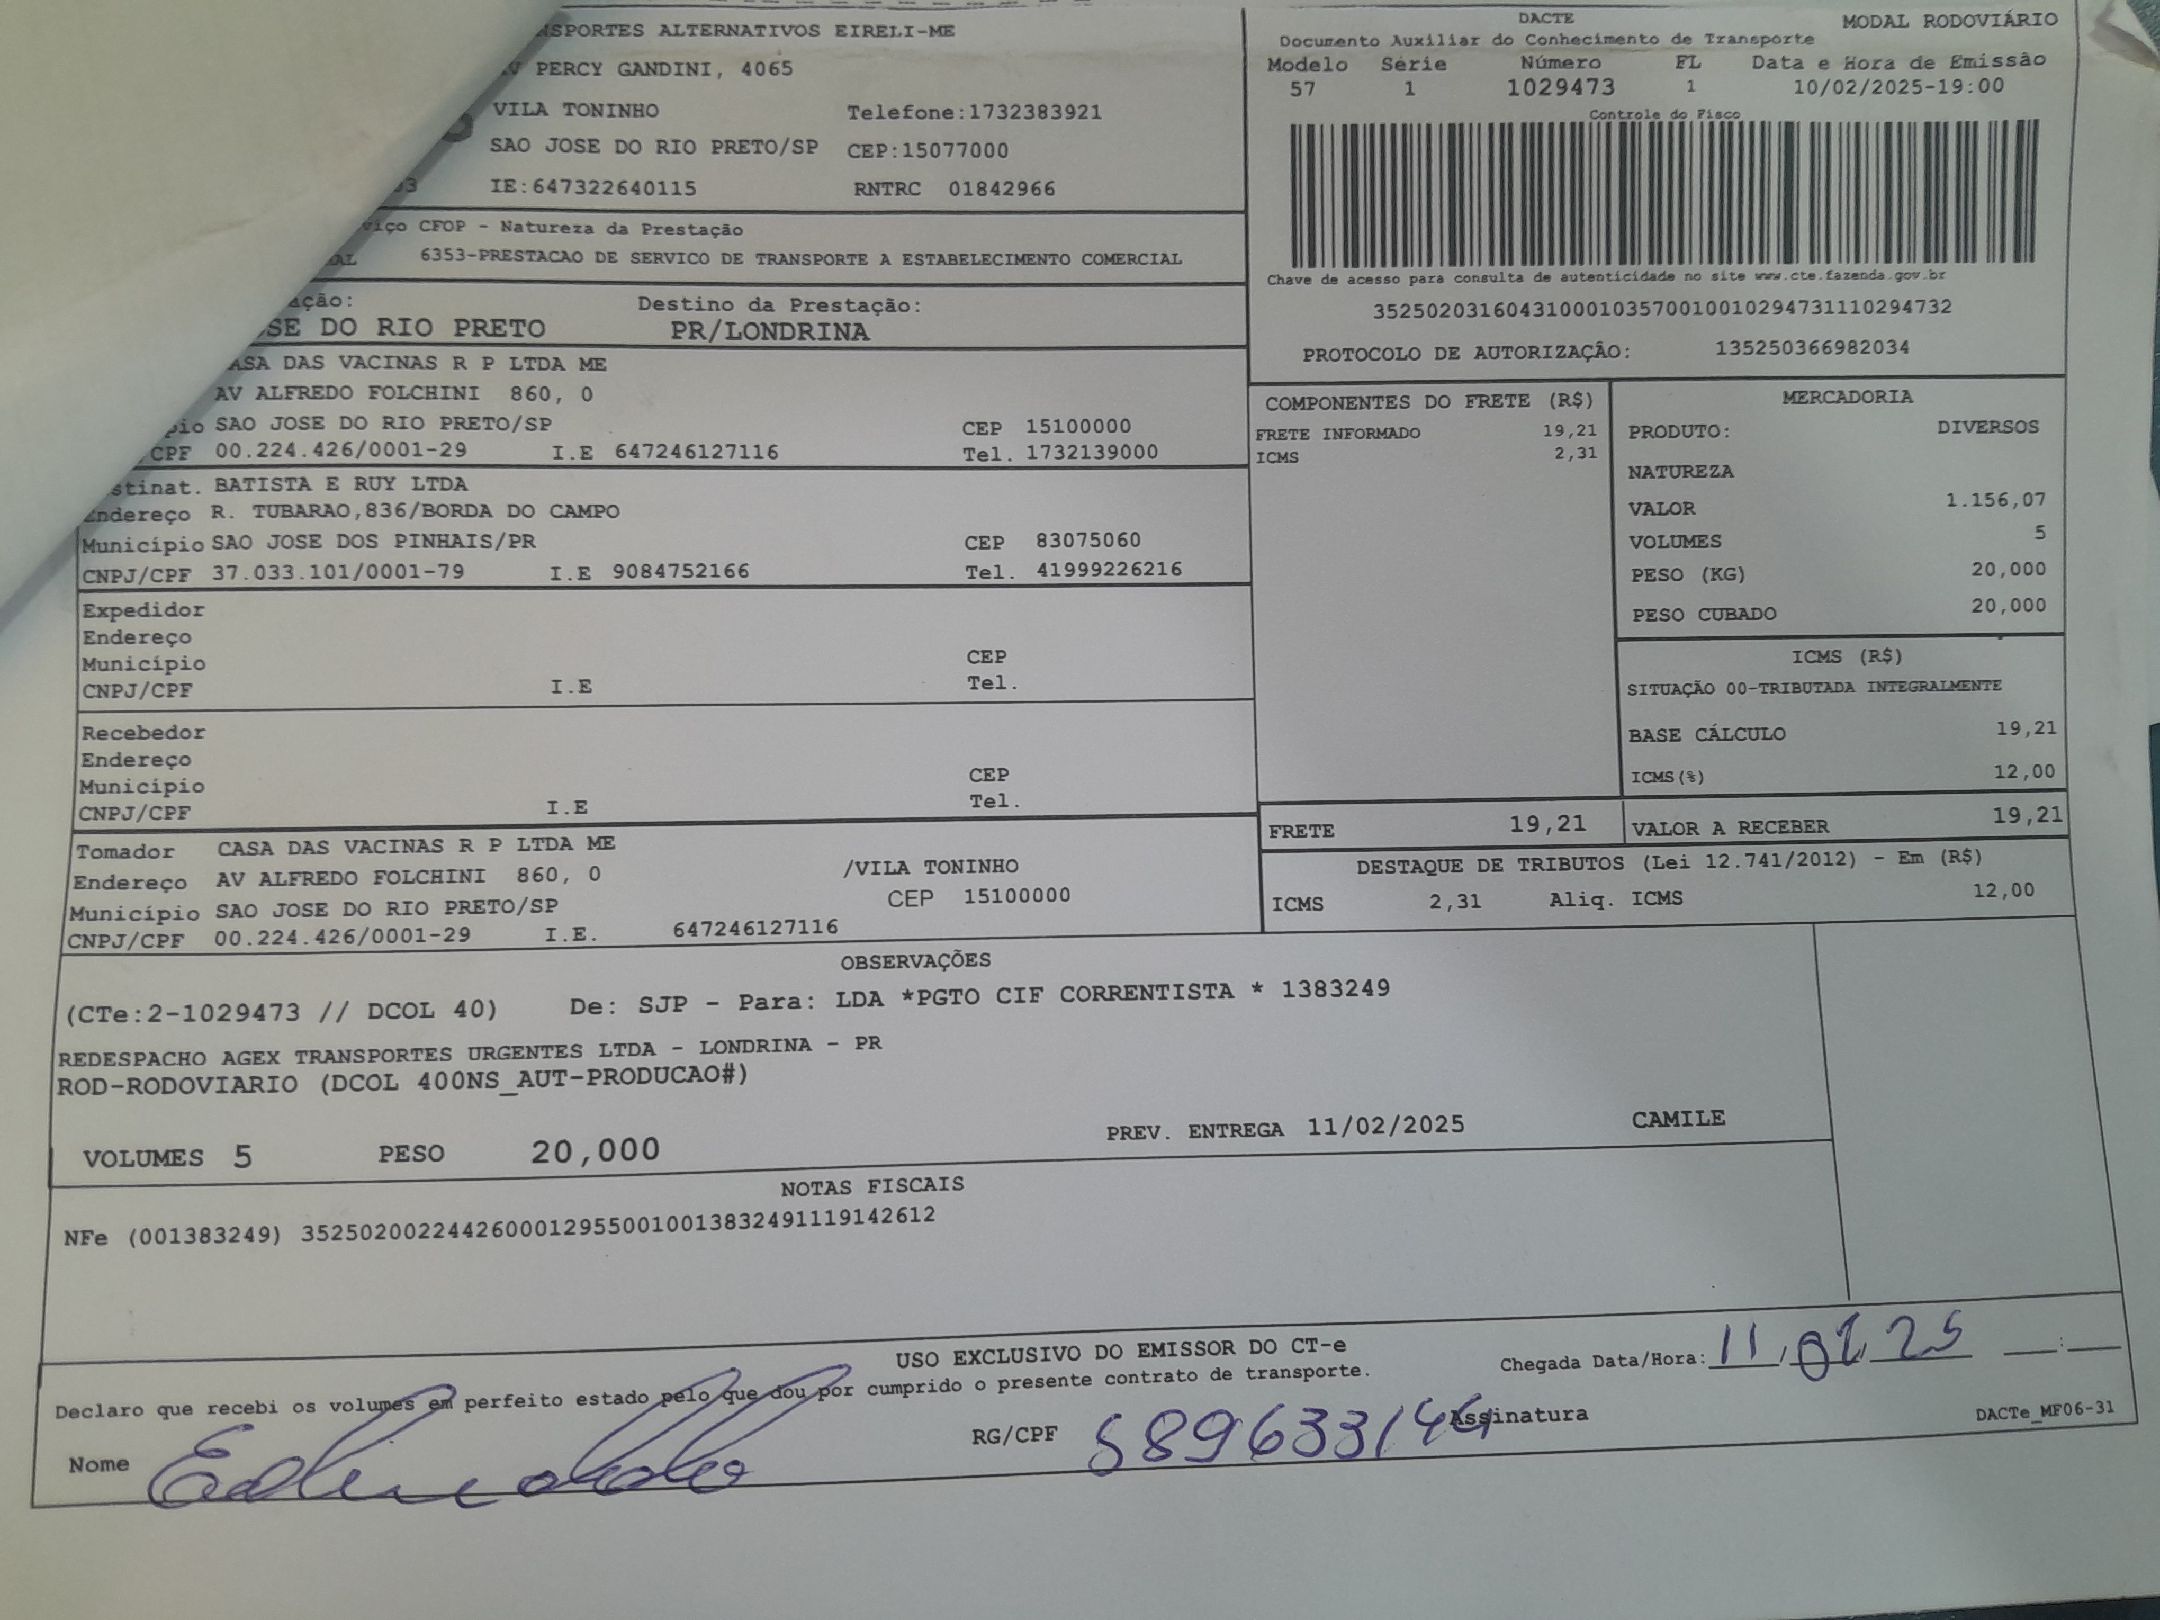 TRANSPORTES ALTERNATIVOS EIRELI-ME
AV PERCY GANDINI, 4065
VILA TONINHO Telefone:1732383921
SAO JOSE DO RIO PRETO/SP CEP:15077000
IE:647322640115 RNTRC 01842966
DACTE MODAL RODOVIÁRIO
Documento Auxiliar do Conhecimento de Transporte
Modelo Série Número FL Data e Hora de Emissão
57 1 1029473 1 10/02/2025-19:00
Controle do Fisco
Chave de acesso para consulta de autenticidade no site www.cte.fazenda.gov.br
35250203160431000103570010010294731110294732
PROTOCOLO DE AUTORIZAÇÃO: 135250366982034
CFOP - Natureza da Prestação
6353-PRESTACAO DE SERVICO DE TRANSPORTE A ESTABELECIMENTO COMERCIAL
Destino da Prestação:
DO RIO PRETO PR/LONDRINA
CASA DAS VACINAS R P LTDA ME
AV ALFREDO FOLCHINI 860, 0
SAO JOSE DO RIO PRETO/SP CEP 15100000
CPF 00.224.426/0001-29 I.E 647246127116 Tel. 1732139000
Destinat. BATISTA E RUY LTDA
Endereço R. TUBARAO,836/BORDA DO CAMPO
Município SAO JOSE DOS PINHAIS/PR CEP 83075060
CNPJ/CPF 37.033.101/0001-79 I.E 9084752166 Tel. 41999226216
Expedidor
Endereço
Município CEP
CNPJ/CPF I.E Tel.
Recebedor
Endereço
Município CEP
CNPJ/CPF I.E Tel.
Tomador CASA DAS VACINAS R P LTDA ME
Endereço AV ALFREDO FOLCHINI 860, 0 /VILA TONINHO
Município SAO JOSE DO RIO PRETO/SP CEP 15100000
CNPJ/CPF 00.224.426/0001-29 I.E. 647246127116
COMPONENTES DO FRETE (R$)
FRETE INFORMADO 19,21
ICMS 2,31
MERCADORIA
PRODUTO: DIVERSOS
NATUREZA
VALOR 1.156,07
VOLUMES 5
PESO (KG) 20,000
PESO CUBADO 20,000
ICMS (R$)
SITUAÇÃO 00-TRIBUTADA INTEGRALMENTE
BASE CÁLCULO 19,21
ICMS(%) 12,00
FRETE 19,21 VALOR A RECEBER 19,21
DESTAQUE DE TRIBUTOS (Lei 12.741/2012) - Em (R$)
ICMS 2,31 Aliq. ICMS 12,00
OBSERVAÇÕES
(CTe:2-1029473 // DCOL 40) De: SJP - Para: LDA *PGTO CIF CORRENTISTA * 1383249
REDESPACHO AGEX TRANSPORTES URGENTES LTDA - LONDRINA - PR
ROD-RODOVIARIO (DCOL 400NS_AUT-PRODUCAO#)
VOLUMES 5 PESO 20,000 PREV. ENTREGA 11/02/2025 CAMILE
NOTAS FISCAIS
NFe (001383249) 35250200224426000129550010013832491119142612
USO EXCLUSIVO DO EMISSOR DO CT-e
Chegada Data/Hora: 11/02/25 __:__
Declaro que recebi os volumes em perfeito estado pelo que dou por cumprido o presente contrato de transporte.
Nome RG/CPF 589633144 Assinatura DACTe_MF06-31